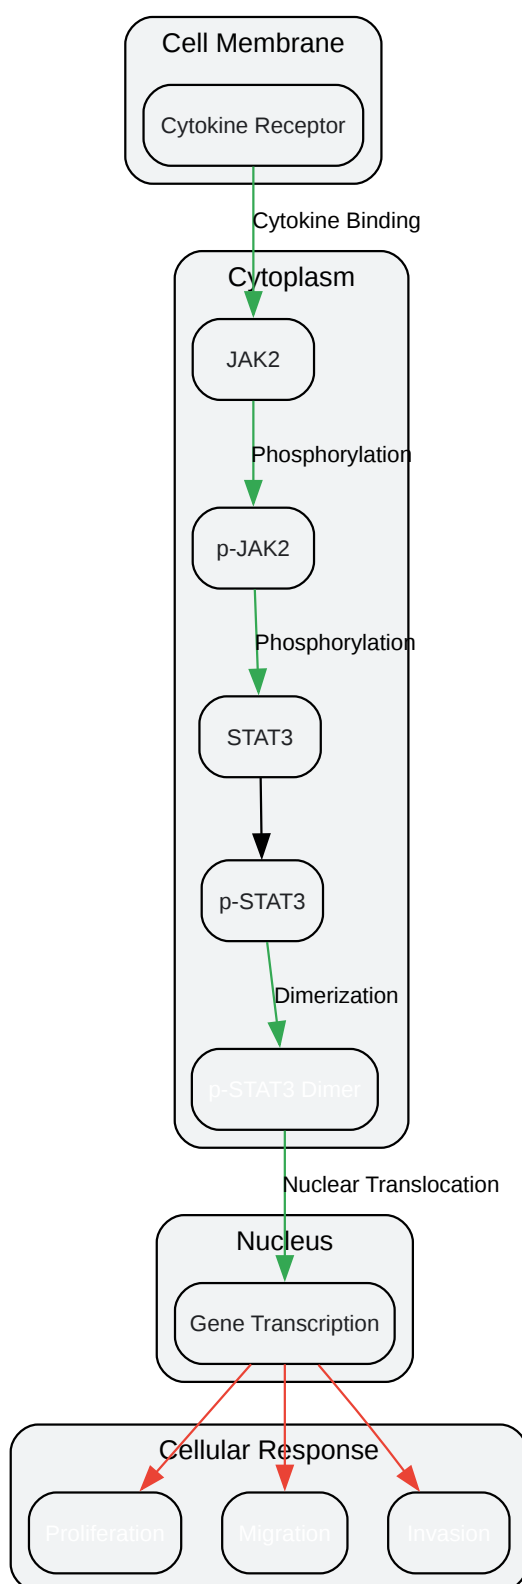 Cell Membrane
Cytokine Receptor
Cytokine Binding
Cytoplasm
JAK2
Phosphorylation
p-JAK2
Phosphorylation
STAT3
p-STAT3
Dimerization
p-STAT3 Dimer
Nuclear Translocation
Nucleus
Gene Transcription
Cellular Response
Proliferation
Migration
Invasion